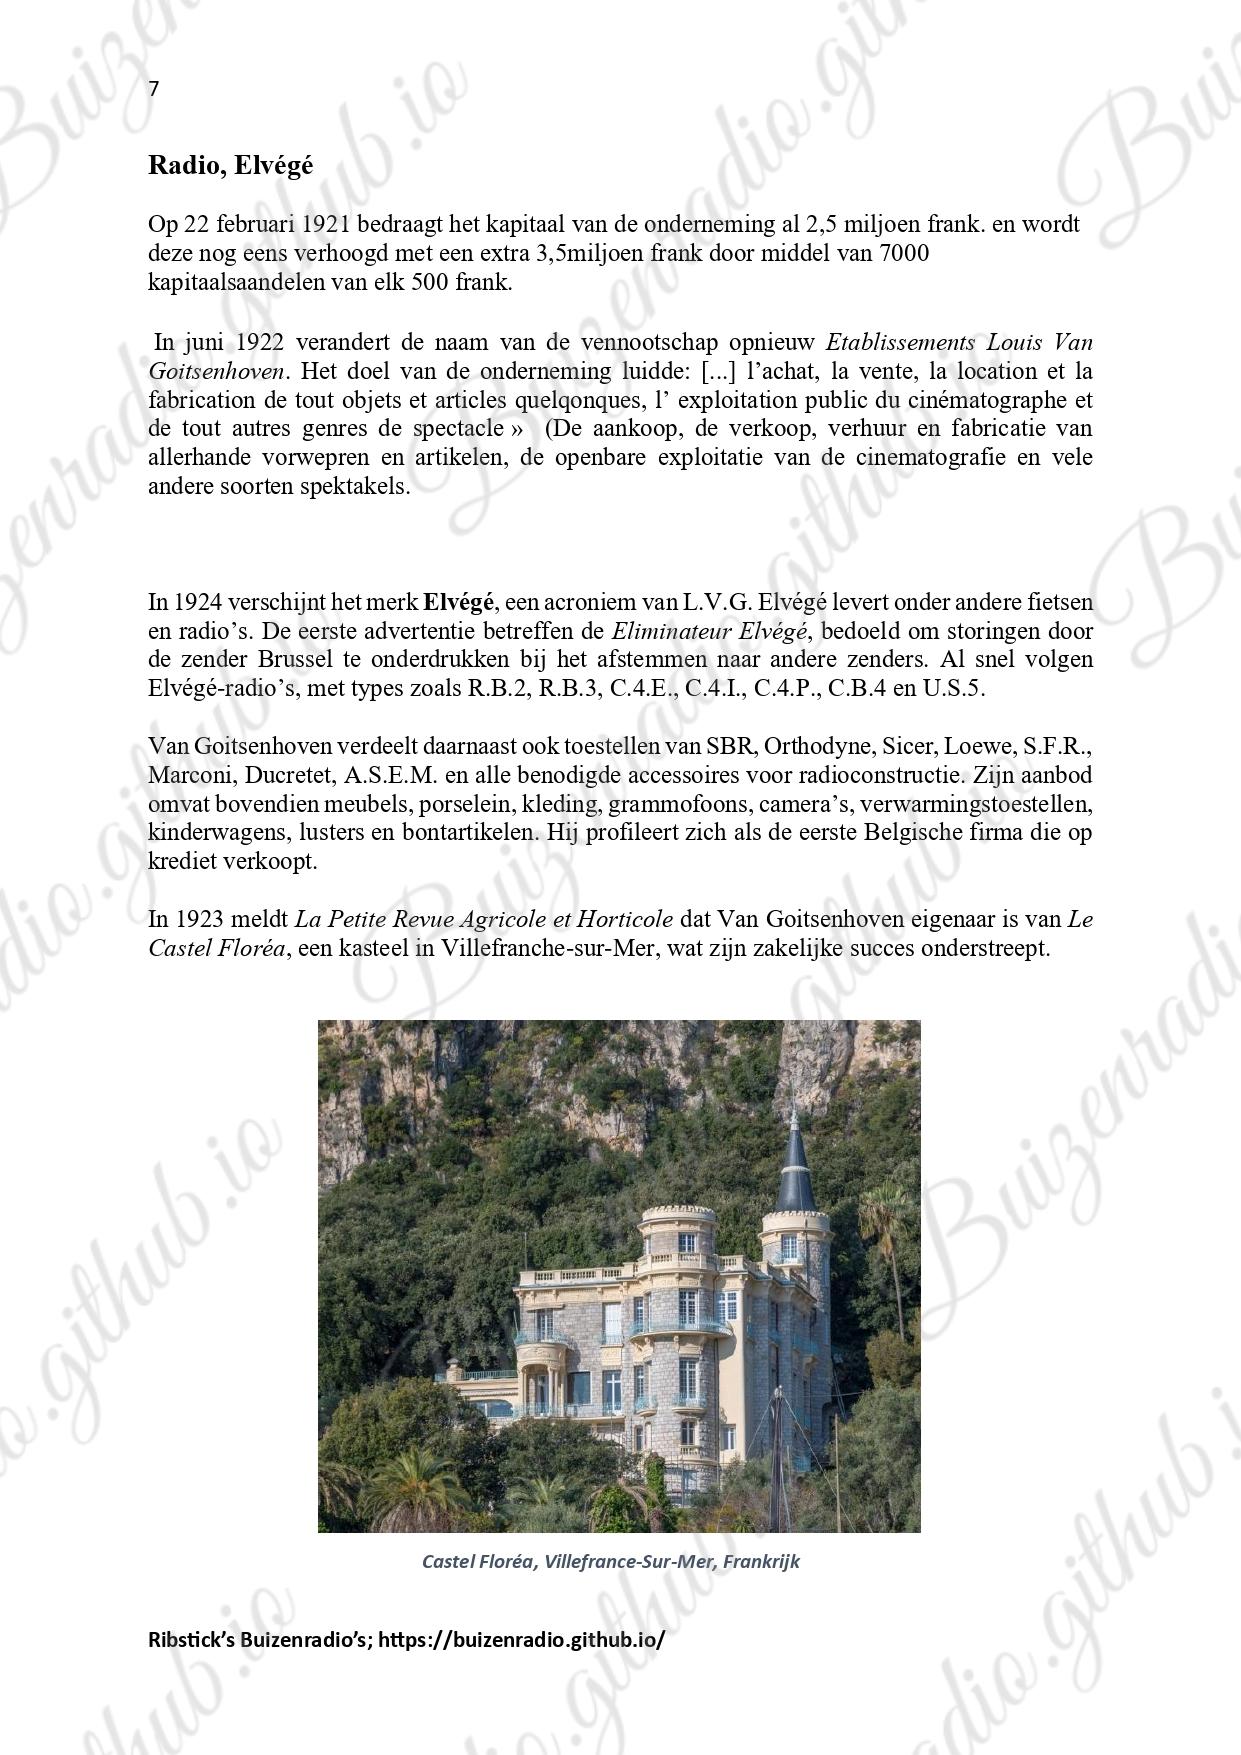 7
Radio, Elvégé
Op 22 februari 1921 bedraagt het kapitaal van de onderneming al 2,5 miljoen frank. en wordt
deze nog eens verhoogd met een extra 3,5miljoen frank door middel van 7000
kapitaalsaandelen van elk 500 frank.
In juni 1922 verandert de naam van de vennootschap opnieuw Etablissements Louis Van
Goitsenhoven. Het doel van de onderneming luidde: [...] l’achat, la vente, la location et la
fabrication de tout objets et articles quelqonques, l’ exploitation public du cinématographe et
de tout autres genres de spectacle » (De aankoop, de verkoop, verhuur en fabricatie van
allerhande vorwepren en artikelen, de openbare exploitatie van de cinematografie en vele
andere soorten spektakels.
In 1924 verschijnt het merk Elvégé, een acroniem van L.V.G. Elvégé levert onder andere fietsen
en radio’s. De eerste advertentie betreffen de Eliminateur Elvégé, bedoeld om storingen door
de zender Brussel te onderdrukken bij het afstemmen naar andere zenders. Al snel volgen
Elvégé-radio’s, met types zoals R.B.2, R.B.3, C.4.E., C.4.I., C.4.P., C.B.4 en U.S.5.
Van Goitsenhoven verdeelt daarnaast ook toestellen van SBR, Orthodyne, Sicer, Loewe, S.F.R.,
Marconi, Ducretet, A.S.E.M. en alle benodigde accessoires voor radioconstructie. Zijn aanbod
omvat bovendien meubels, porselein, kleding, grammofoons, camera’s, verwarmingstoestellen,
kinderwagens, lusters en bontartikelen. Hij profileert zich als de eerste Belgische firma die op
krediet verkoopt.
In 1923 meldt La Petite Revue Agricole et Horticole dat Van Goitsenhoven eigenaar is van Le
Castel Floréa, een kasteel in Villefranche-sur-Mer, wat zijn zakelijke succes onderstreept.
Castel Floréa, Villefrance-Sur-Mer, Frankrijk
Ribstick’s Buizenradio’s; https://buizenradio.github.io/
Buizenradio.github.io